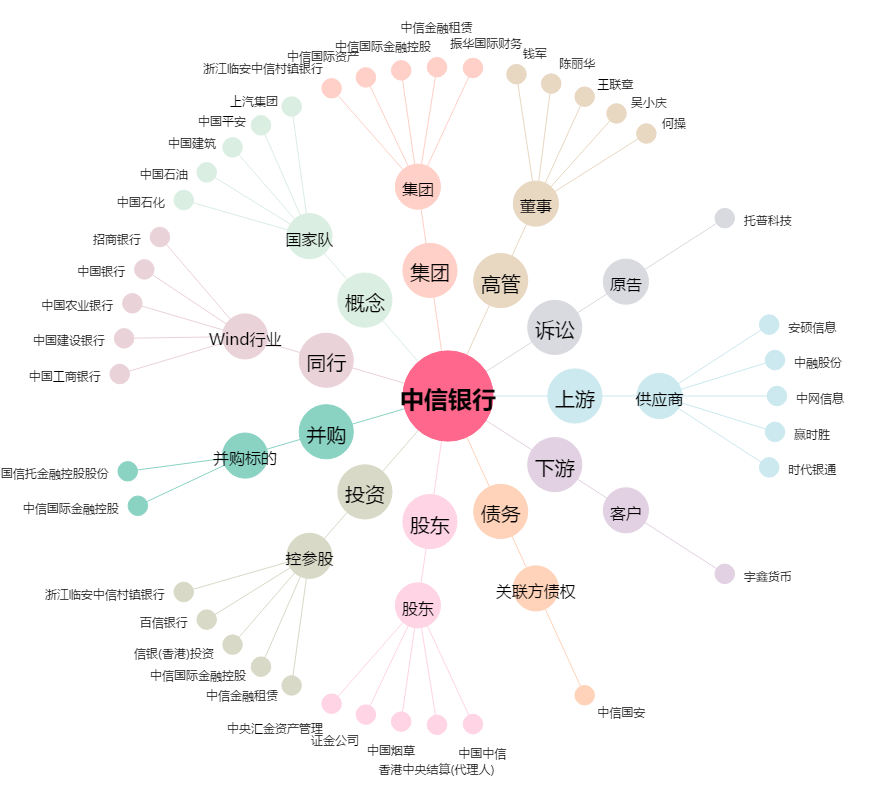 中信金融租赁
中信国际金融控股
振华国际财务
中信国际资产
钱军
浙江临安中信村镇银行
陈丽华
上汽集团
王联章
中国平安
吴小庆
中国建筑
何操
中国石油
集团
中国石化
董事
托普科技
招商银行
国家队
中国银行
集团
高管
原告
中国农业银行
概念
安硕信息
中国建设银行
Wind行业
诉讼
同行
中融股份
中国工商银行
中信银行
上游
供应商
中网信息
并购
赢时胜
国信托金融控股股份
并购标的
下游
时代银通
投资
中信国际金融控股
股东
债务
客户
控参股
宇鑫货币
浙江临安中信村镇银行
股东
关联方债权
百信银行
信银(香港)投资
中信国际金融控股
中信金融租赁
中信国安
中央汇金资产管理
证金公司
中国烟草
中国中信
香港中央结算(代理人)